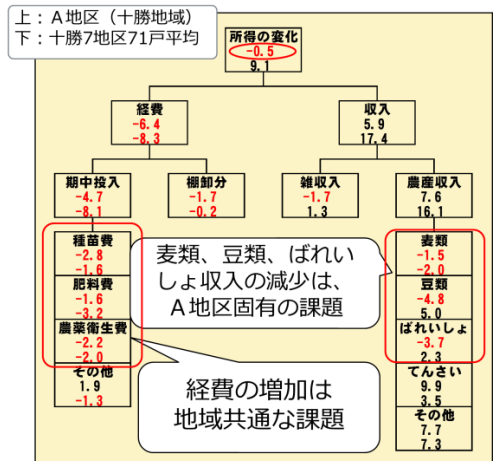 上：Ａ地区（十勝地域）
下：十勝7地区71戸平均
所得の変化
-0.5
9.1
経費
-6.4
-8.3
収入
5.9
17.4
期中投入
-4.7
-8.1
棚卸分
-1.7
-0.2
雑収入
-1.7
1.3
農産収入
7.6
16.1
種苗費
-2.8
-1.6
肥料費
-1.6
-3.2
農薬衛生費
-2.2
-2.0
その他
1.9
-1.3
麦類、豆類、ばれい
しょ収入の減少は、
Ａ地区固有の課題
麦類
-1.5
-2.0
豆類
-4.8
5.0
ばれいしょ
-3.7
2.3
てんさい
9.9
3.5
その他
7.7
7.3
経費の増加は
地域共通な課題